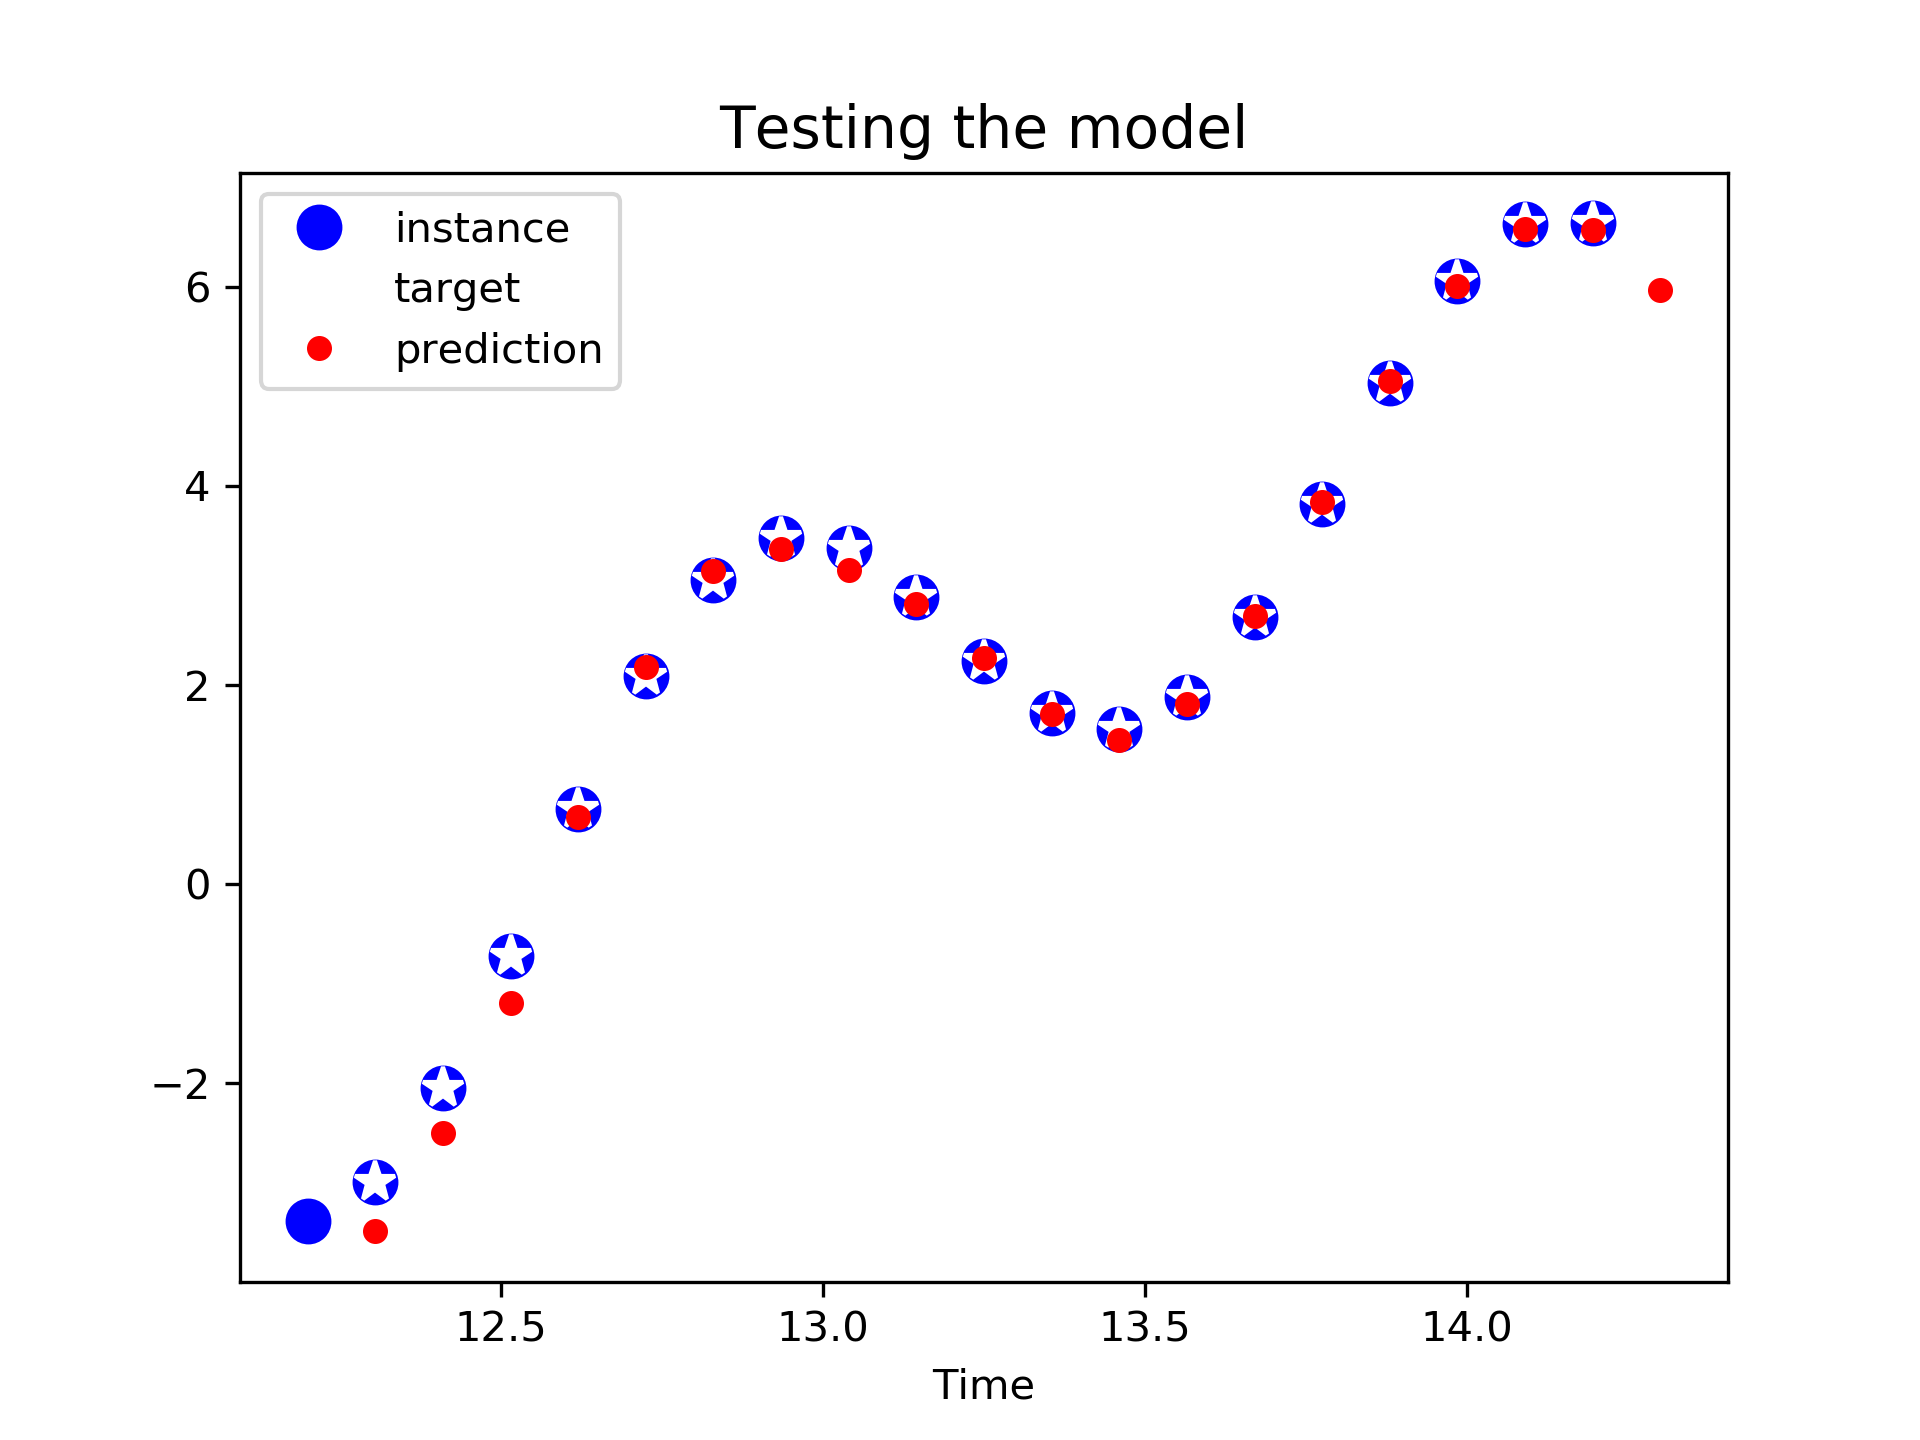 Testing the model
instance
target
prediction
6
4
2
0
−2
12.5 13.0 13.5 14.0
Time